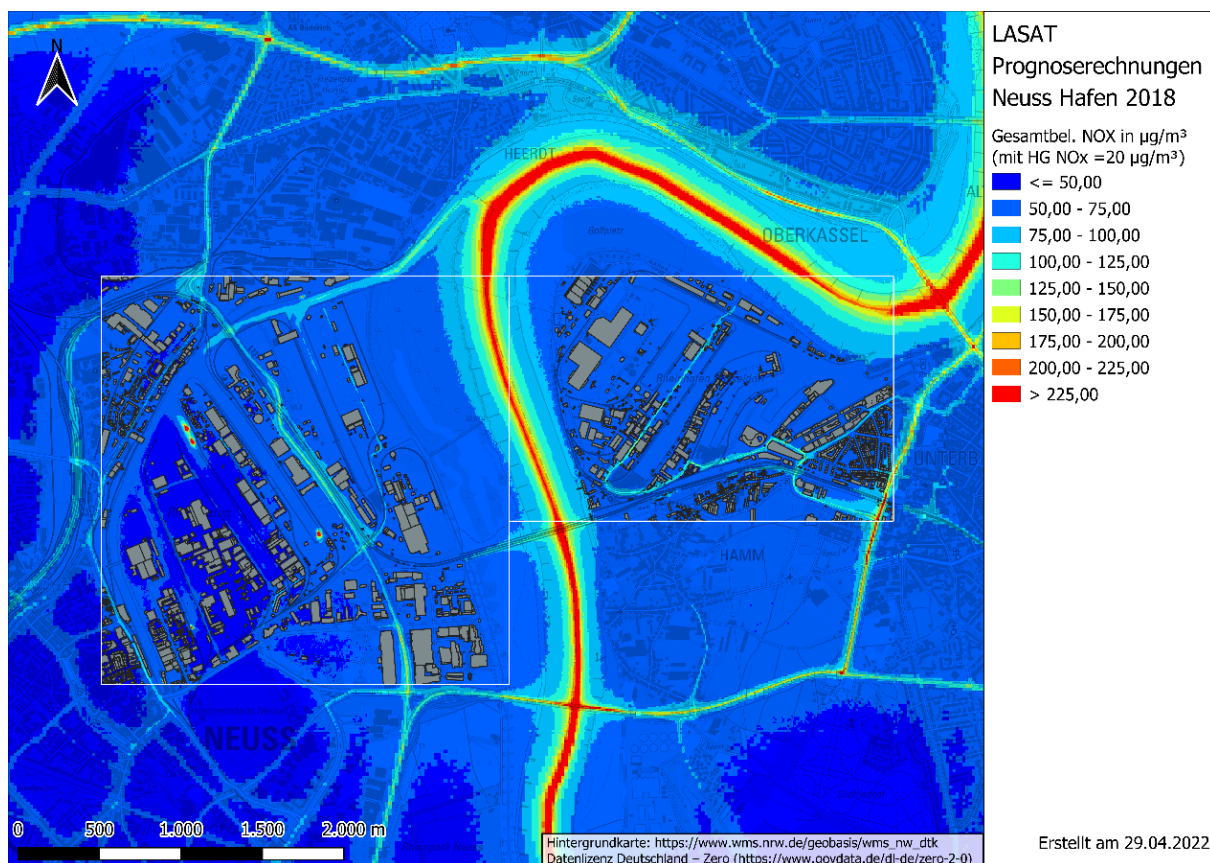 LASAT
Prognoserechnungen
Neuss Hafen 2018
Gesamtbel. NOX in µg/m³
(mit HG NOx =20 µg/m³)
<= 50,00
50,00 - 75,00
75,00 - 100,00
100,00 - 125,00
125,00 - 150,00
150,00 - 175,00
175,00 - 200,00
200,00 - 225,00
> 225,00
N
HEERDT
Golfplatz
OBERKASSEL
UNTERB
HAMM
NEUSS
0 500 1.000 1.500 2.000 m
Hintergrundkarte: https://www.wms.nrw.de/geobasis/wms_nw_dtk
Datenlizenz Deutschland – Zero (https://www.govdata.de/dl-de/zero-2-0)
Erstellt am 29.04.2022